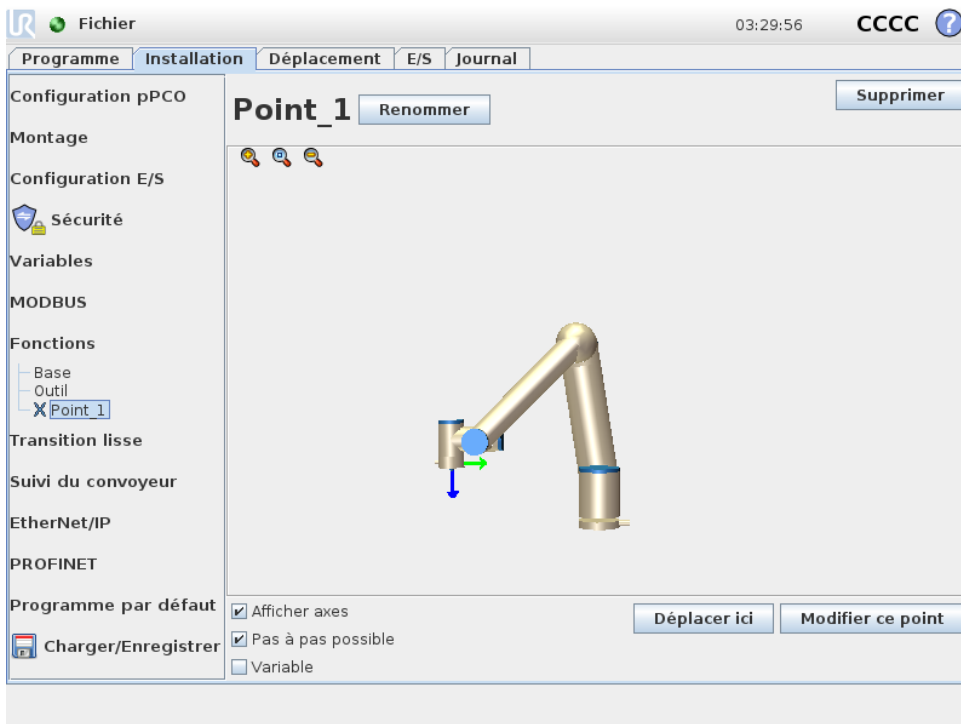 UR Fichier 03:29:56 CCCC ?
Programme Installation Déplacement E/S Journal
Configuration pPCO
Montage
Configuration E/S
Sécurité
Variables
MODBUS
Fonctions
Base
Outil
Point_1
Transition lisse
Suivi du convoyeur
EtherNet/IP
PROFINET
Programme par défaut
Charger/Enregistrer
Point_1 Renommer Supprimer
Afficher axes
Pas à pas possible
Variable
Déplacer ici Modifier ce point